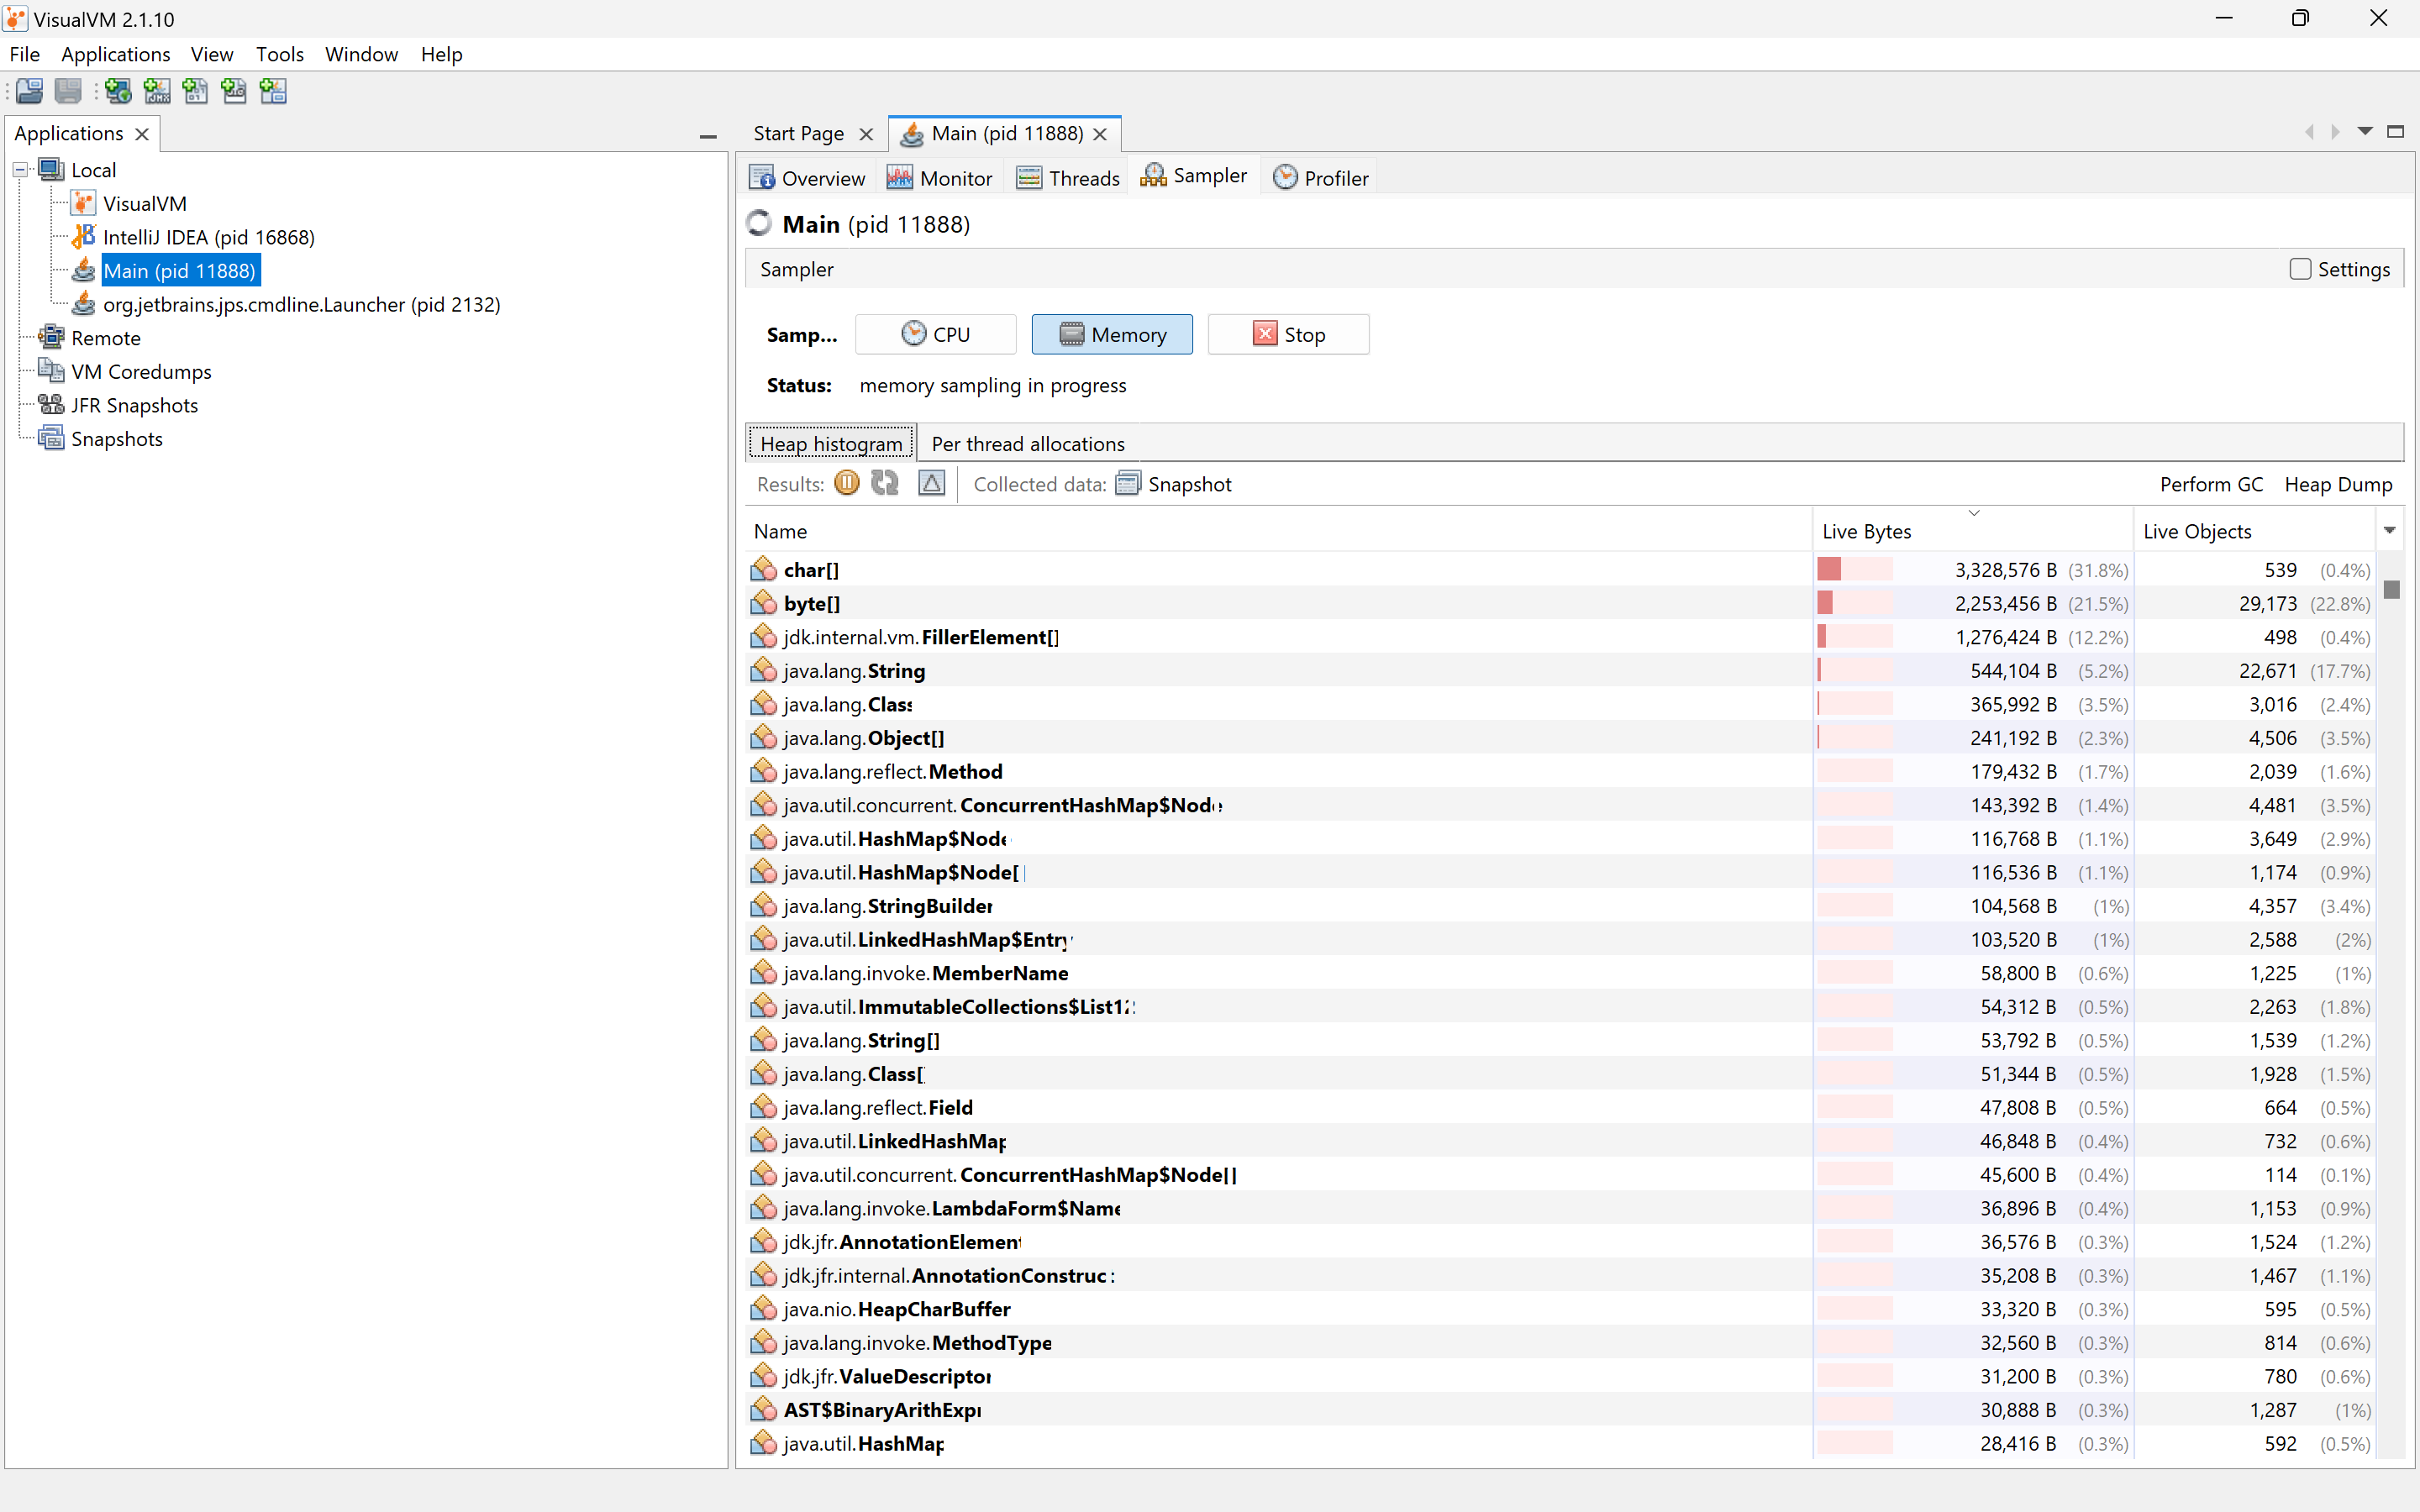 VisualVM 2.1.10
File Applications View Tools Window Help
Applications
Start Page Main (pid 11888)
Local
VisualVM
IntelliJ IDEA (pid 16868)
Main (pid 11888)
org.jetbrains.jps.cmdline.Launcher (pid 2132)
Remote
VM Coredumps
JFR Snapshots
Snapshots
Overview Monitor Threads Sampler Profiler
Main (pid 11888)
Sampler Settings
Samp... CPU Memory Stop
Status: memory sampling in progress
Heap histogram Per thread allocations
Results: Collected data: Snapshot Perform GC Heap Dump
Name Live Bytes Live Objects
char[] 3,328,576 B (31.8%) 539 (0.4%)
byte[] 2,253,456 B (21.5%) 29,173 (22.8%)
jdk.internal.vm.FillerElement[] 1,276,424 B (12.2%) 498 (0.4%)
java.lang.String 544,104 B (5.2%) 22,671 (17.7%)
java.lang.Class 365,992 B (3.5%) 3,016 (2.4%)
java.lang.Object[] 241,192 B (2.3%) 4,506 (3.5%)
java.lang.reflect.Method 179,432 B (1.7%) 2,039 (1.6%)
java.util.concurrent.ConcurrentHashMap$Node 143,392 B (1.4%) 4,481 (3.5%)
java.util.HashMap$Node 116,768 B (1.1%) 3,649 (2.9%)
java.util.HashMap$Node[] 116,536 B (1.1%) 1,174 (0.9%)
java.lang.StringBuilder 104,568 B (1%) 4,357 (3.4%)
java.util.LinkedHashMap$Entry 103,520 B (1%) 2,588 (2%)
java.lang.invoke.MemberName 58,800 B (0.6%) 1,225 (1%)
java.util.ImmutableCollections$List12 54,312 B (0.5%) 2,263 (1.8%)
java.lang.String[] 53,792 B (0.5%) 1,539 (1.2%)
java.lang.Class[] 51,344 B (0.5%) 1,928 (1.5%)
java.lang.reflect.Field 47,808 B (0.5%) 664 (0.5%)
java.util.LinkedHashMap 46,848 B (0.4%) 732 (0.6%)
java.util.concurrent.ConcurrentHashMap$Node[] 45,600 B (0.4%) 114 (0.1%)
java.lang.invoke.LambdaForm$Name 36,896 B (0.4%) 1,153 (0.9%)
jdk.jfr.AnnotationElement 36,576 B (0.3%) 1,524 (1.2%)
jdk.jfr.internal.AnnotationConstruc 35,208 B (0.3%) 1,467 (1.1%)
java.nio.HeapCharBuffer 33,320 B (0.3%) 595 (0.5%)
java.lang.invoke.MethodType 32,560 B (0.3%) 814 (0.6%)
jdk.jfr.ValueDescriptor 31,200 B (0.3%) 780 (0.6%)
AST$BinaryArithExpr 30,888 B (0.3%) 1,287 (1%)
java.util.HashMap 28,416 B (0.3%) 592 (0.5%)